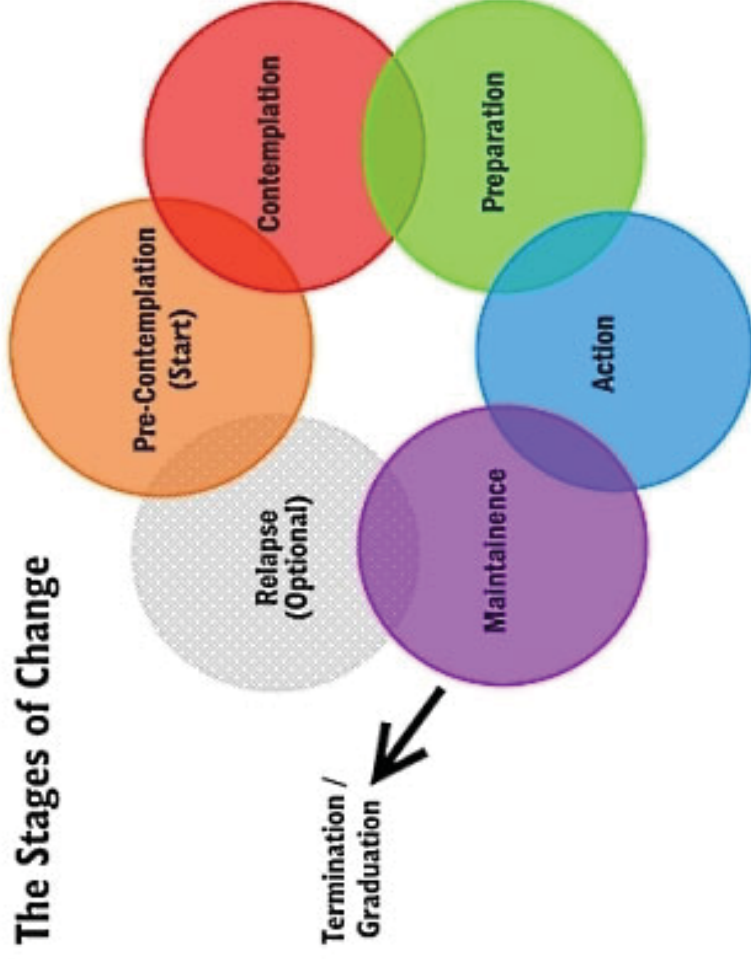 The Stages of Change
Pre-Contemplation
(Start)
Contemplation
Preparation
Action
Maintainence
Relapse
(Optional)
Termination /
Graduation